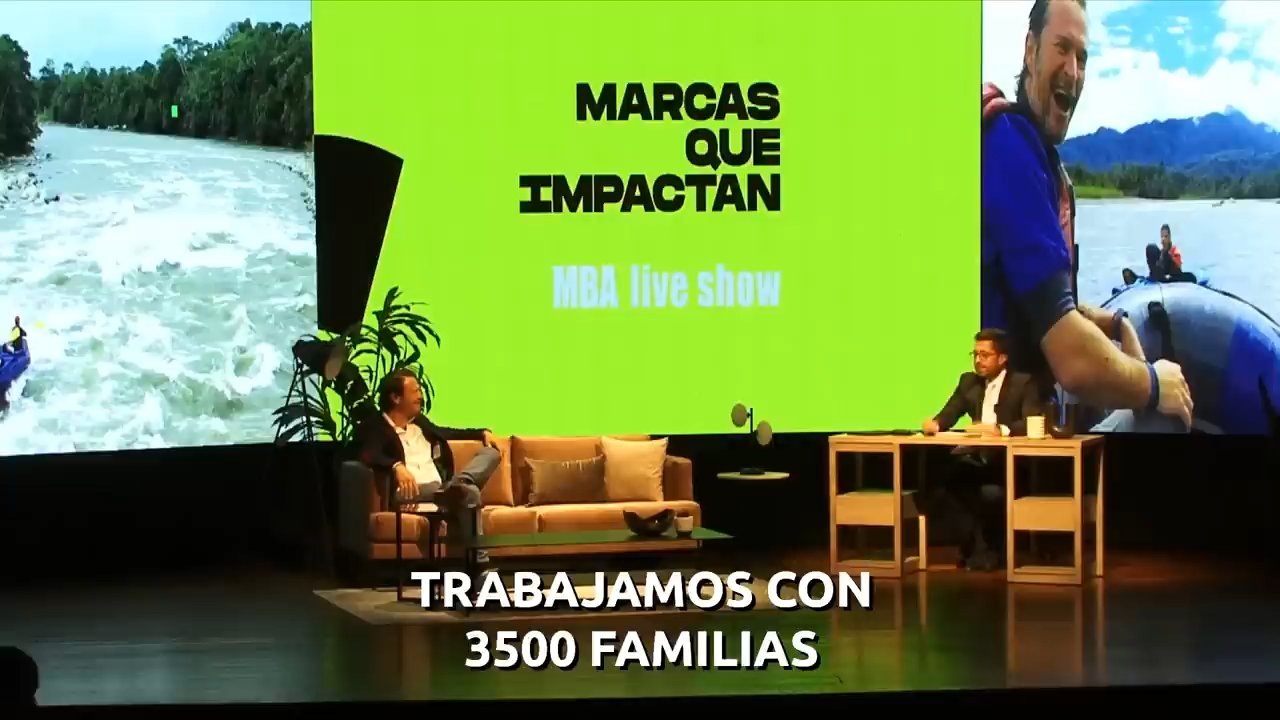 MARCAS
QUE
IMPACTAN
MBA live show
TRABAJAMOS CON
3500 FAMILIAS